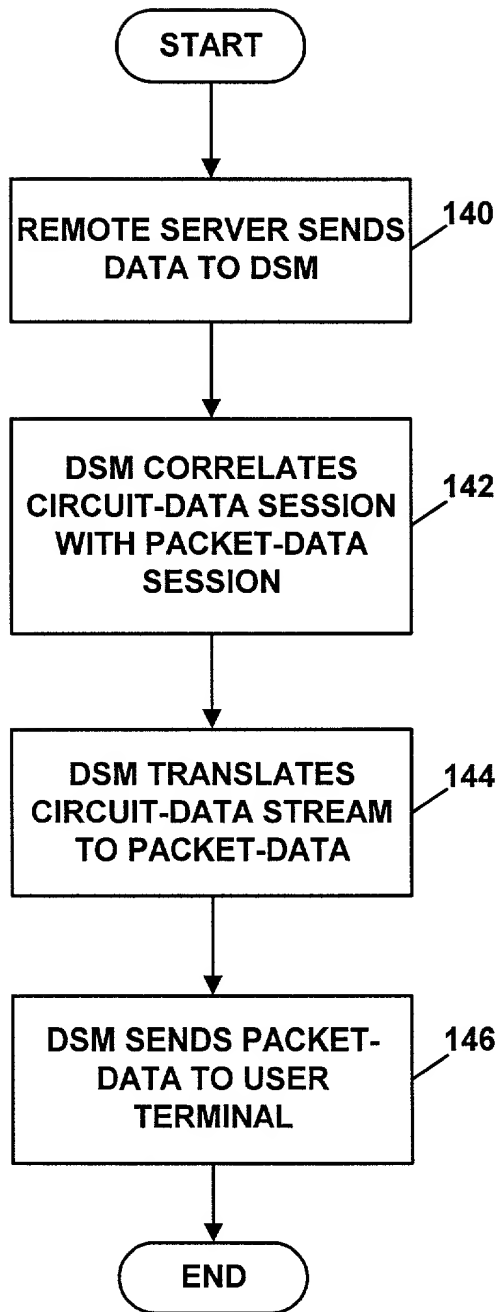 START
REMOTE SERVER SENDS
DATA TO DSM
140
DSM CORRELATES
CIRCUIT-DATA SESSION
WITH PACKET-DATA
SESSION
142
DSM TRANSLATES
CIRCUIT-DATA STREAM
TO PACKET-DATA
144
DSM SENDS PACKET-
DATA TO USER
TERMINAL
146
END